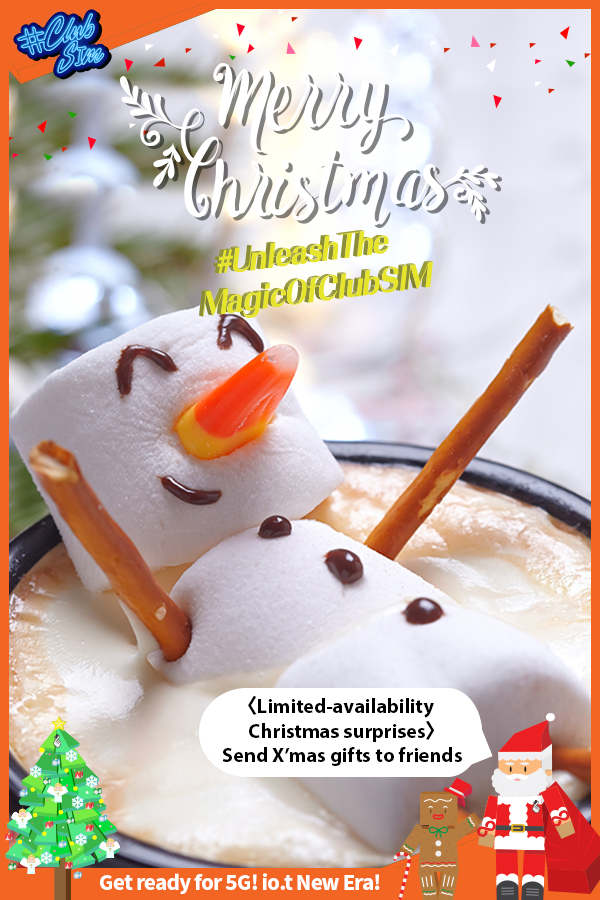 #Club
SIM
Merry
Christmas
#UnleashThe
MagicOfClubSIM
〈Limited-availability
Christmas surprises〉
Send X’mas gifts to friends
Get ready for 5G! io.t New Era!